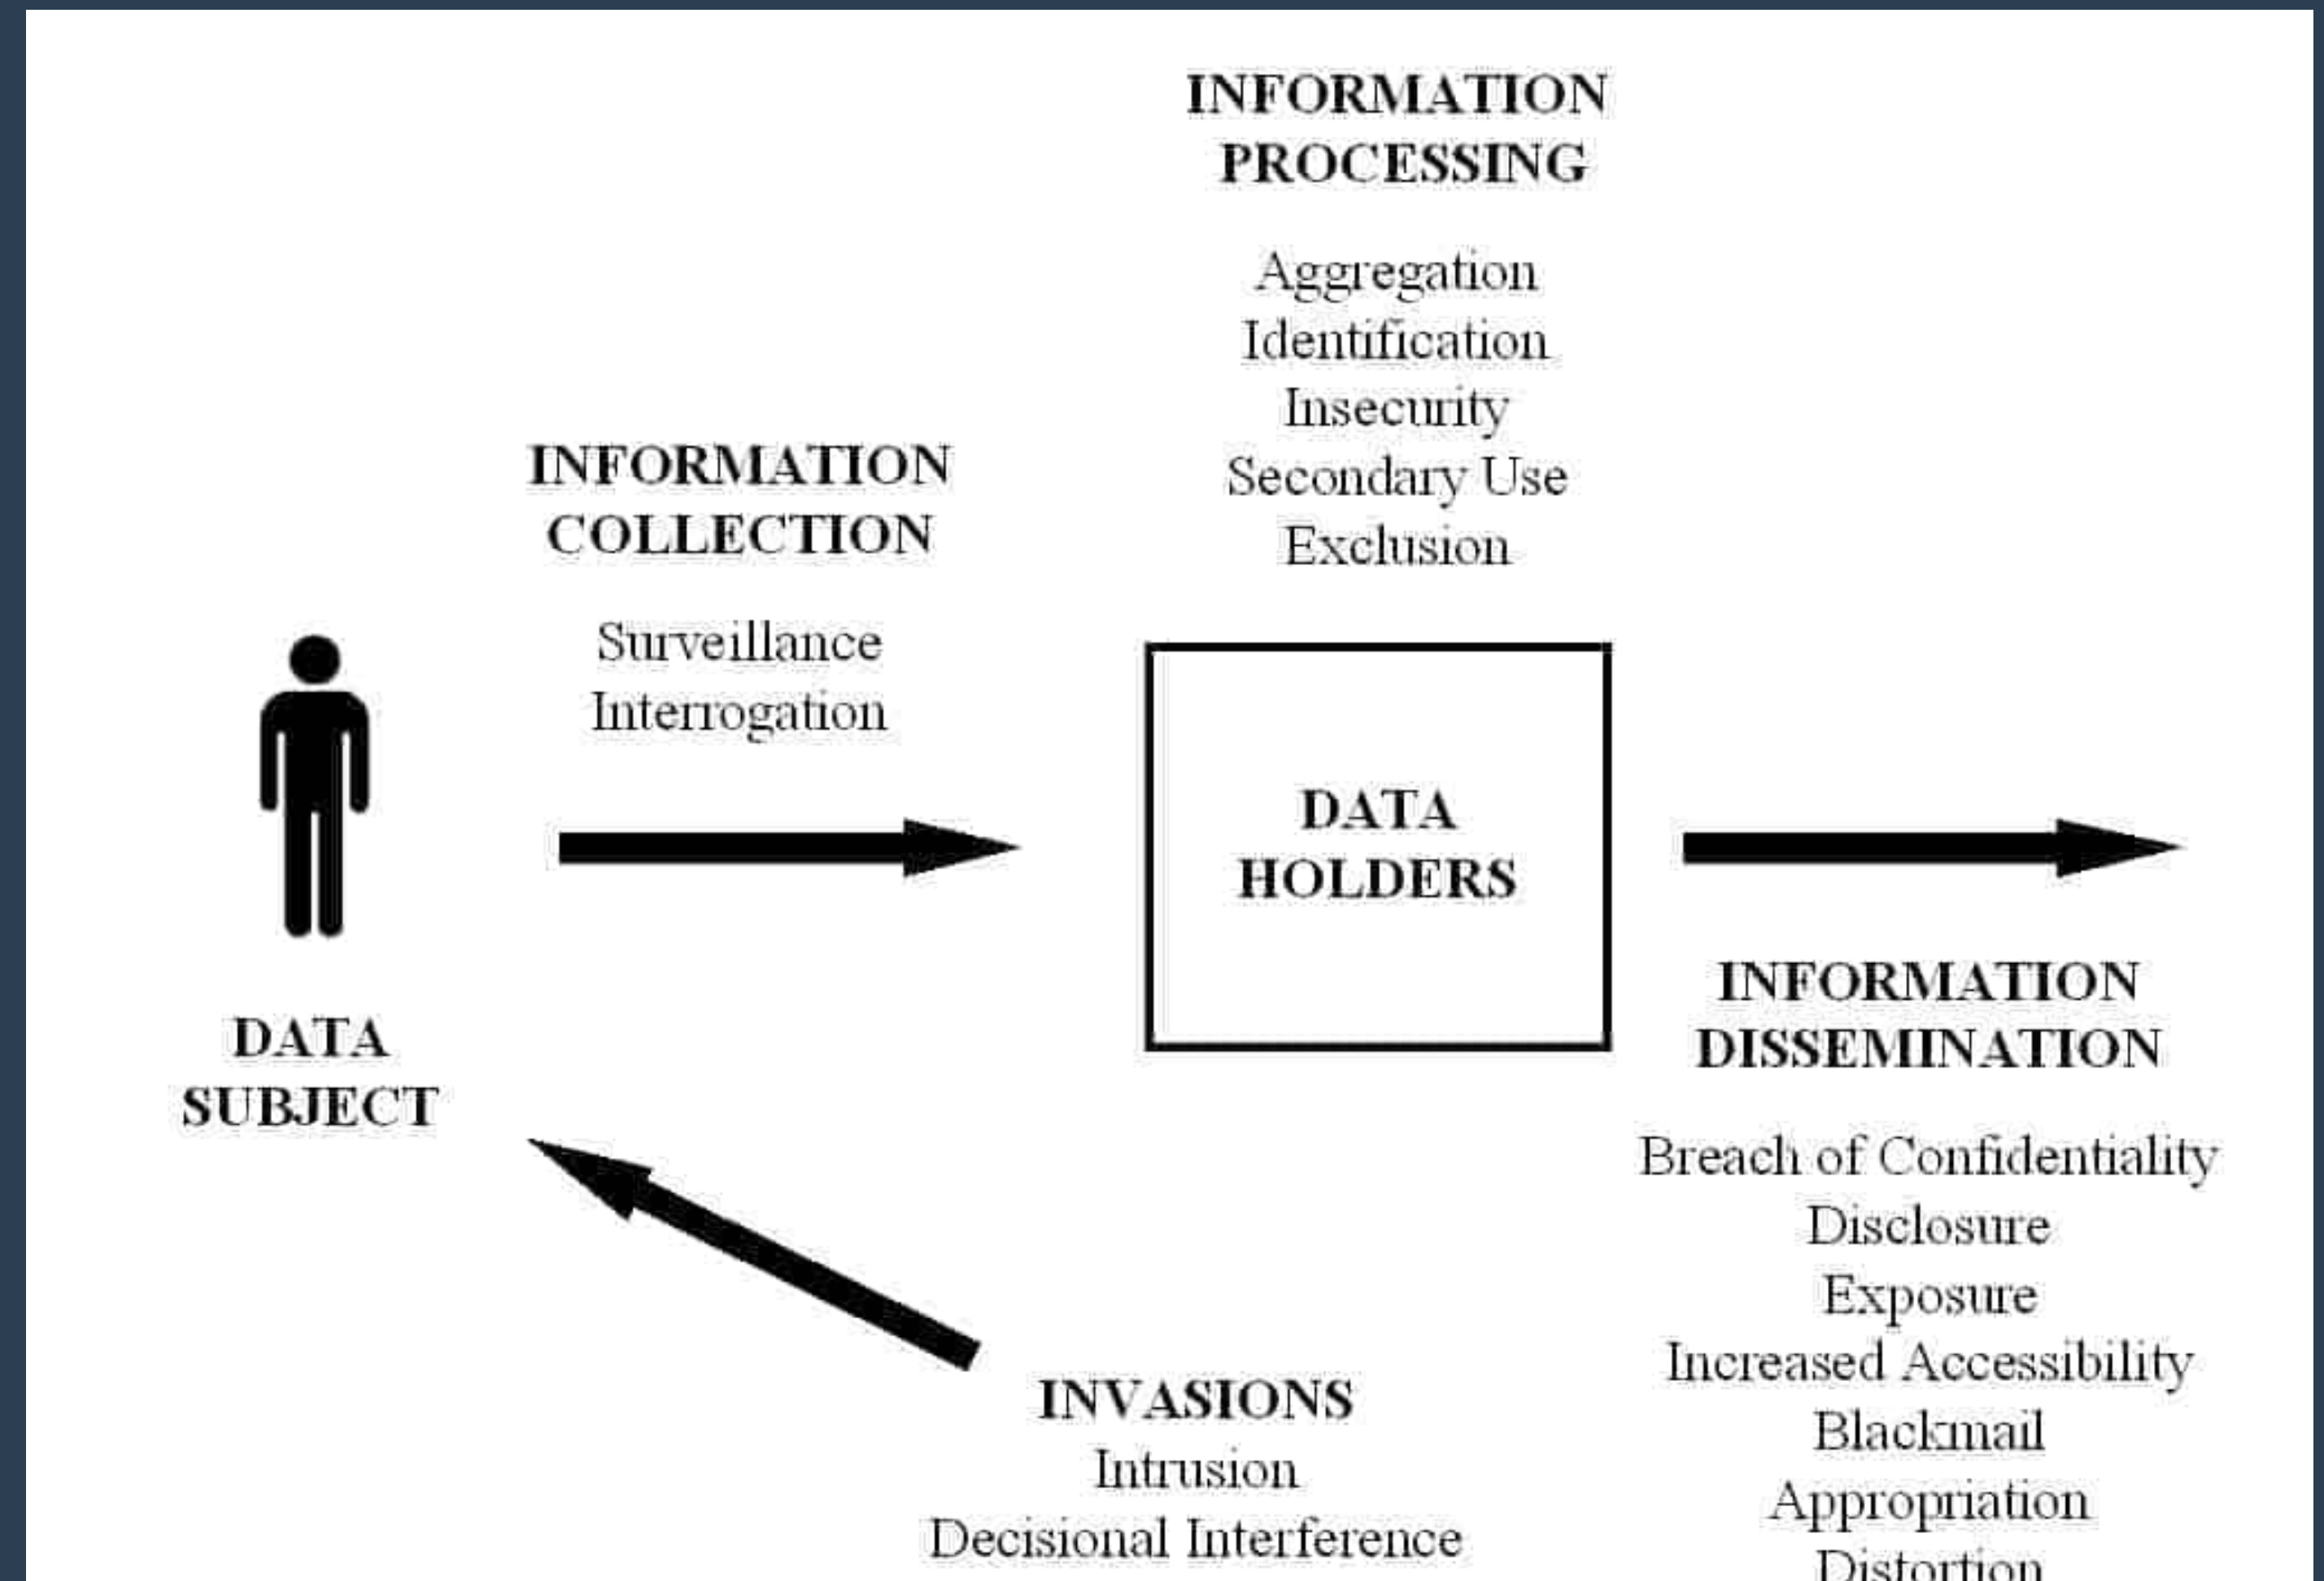 INFORMATION
PROCESSING
Aggregation
Identification
Insecurity
Secondary Use
Exclusion
INFORMATION
COLLECTION
Surveillance
Interrogation
DATA
SUBJECT
DATA
HOLDERS
INFORMATION
DISSEMINATION
Breach of Confidentiality
Disclosure
Exposure
Increased Accessibility
Blackmail
Appropriation
Distortion
INVASIONS
Intrusion
Decisional Interference